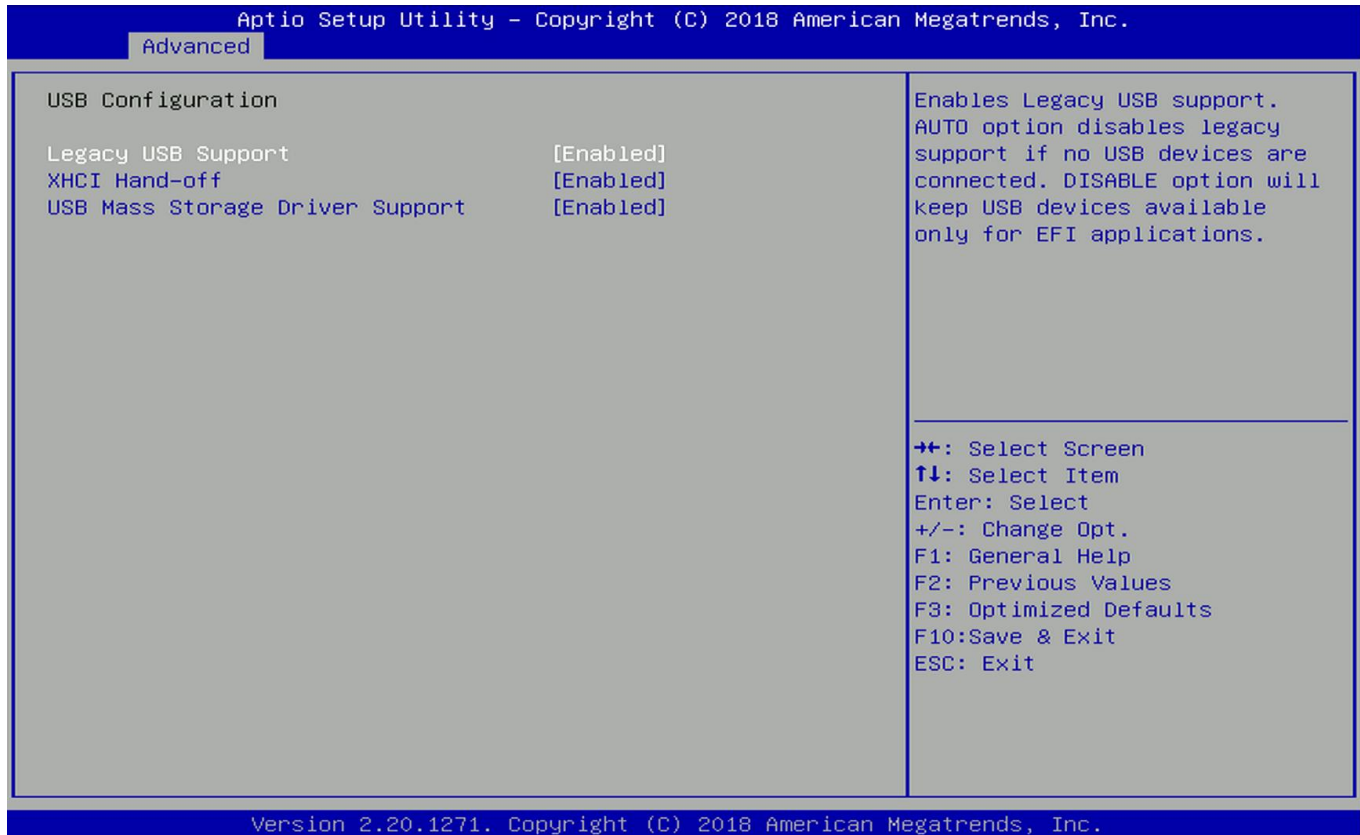 Aptio Setup Utility – Copyright (C) 2018 American Megatrends, Inc.
Advanced
USB Configuration
Legacy USB Support [Enabled]
XHCI Hand-off [Enabled]
USB Mass Storage Driver Support [Enabled]
Enables Legacy USB support.
AUTO option disables legacy
support if no USB devices are
connected. DISABLE option will
keep USB devices available
only for EFI applications.
→←: Select Screen
↑↓: Select Item
Enter: Select
+/-: Change Opt.
F1: General Help
F2: Previous Values
F3: Optimized Defaults
F10:Save & Exit
ESC: Exit
Version 2.20.1271. Copyright (C) 2018 American Megatrends, Inc.